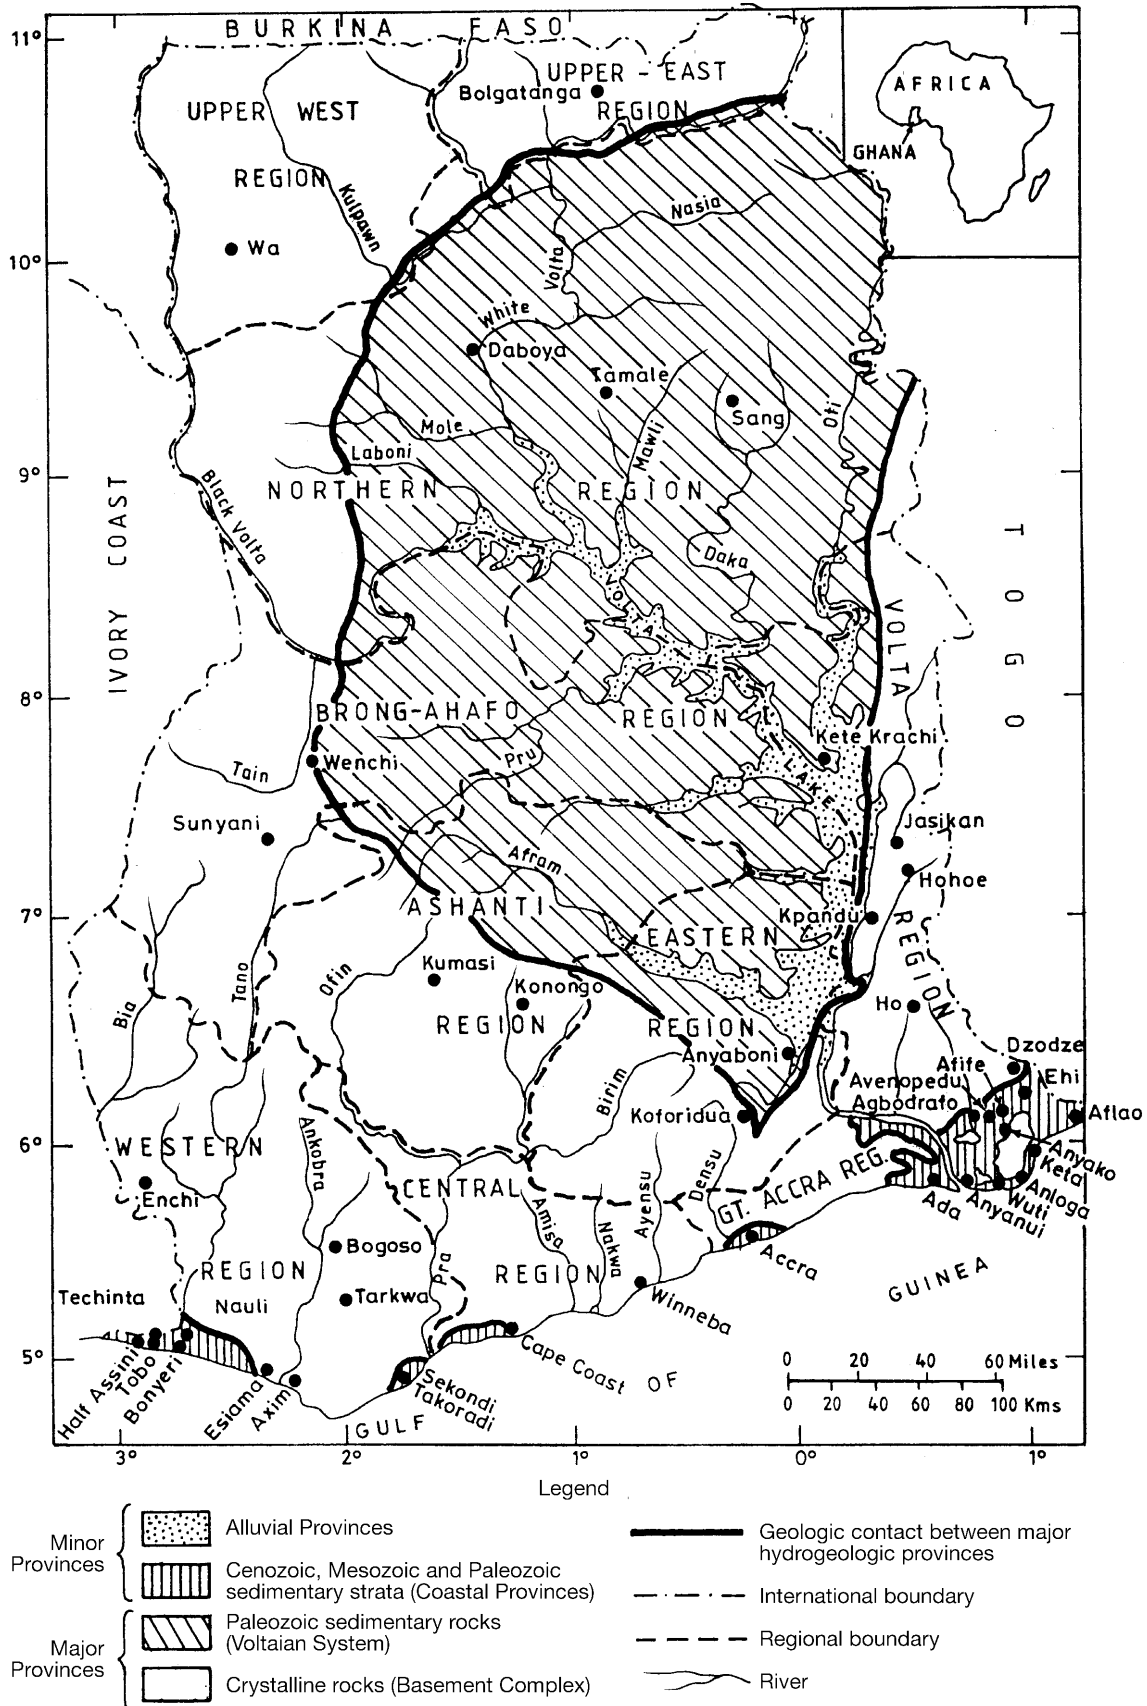 11°
BURKINA FASO
UPPER - EAST
REGION
Bolgatanga
AFRICA
GHANA
UPPER WEST
REGION
Kulpawn
Wa
Nasia
10°
Volta
White
Daboya
Tamale
Sang
Mole
Laboni
Mawli
Oti
9°
NORTHERN REGION
Black Volta
IVORY COAST
TOGO
Daka
VOLTA LAKE
VOLTA REGION
8°
BRONG-AHAFO REGION
Kete Krachi
Wenchi
Pru
Tain
Sunyani
Jasikan
Afram
Hohoe
7°
ASHANTI
Kpandu
EASTERN
Ofin
Kumasi
Tano
Konongo
Bia
REGION
REGION
Ho
Anyaboni
Dzodze
Afife
Ehi
Avenopedu
Agbodrafo
Aflao
Birim
Koforidua
6°
WESTERN
Ankobra
Anyako
Keta
Anloga
Wuti
Anyanui
Ada
GT. ACCRA REG.
Densu
Ayensu
CENTRAL
Enchi
Amisa
Nakwa
Bogoso
Pra
REGION
REGION
Accra
GUINEA
Techinta
Nauli
Tarkwa
Winneba
5°
Half Assini
Tobo
Bonyeri
Esiama
Axim
Sekondi
Takoradi
Cape Coast
GULF OF
0 20 40 60 Miles
0 20 40 60 80 100 Kms
3° 2° 1° 0° 1°
Legend
Minor
Provinces
Alluvial Provinces
Cenozoic, Mesozoic and Paleozoic
sedimentary strata (Coastal Provinces)
Major
Provinces
Paleozoic sedimentary rocks
(Voltaian System)
Crystalline rocks (Basement Complex)
Geologic contact between major
hydrogeologic provinces
International boundary
Regional boundary
River